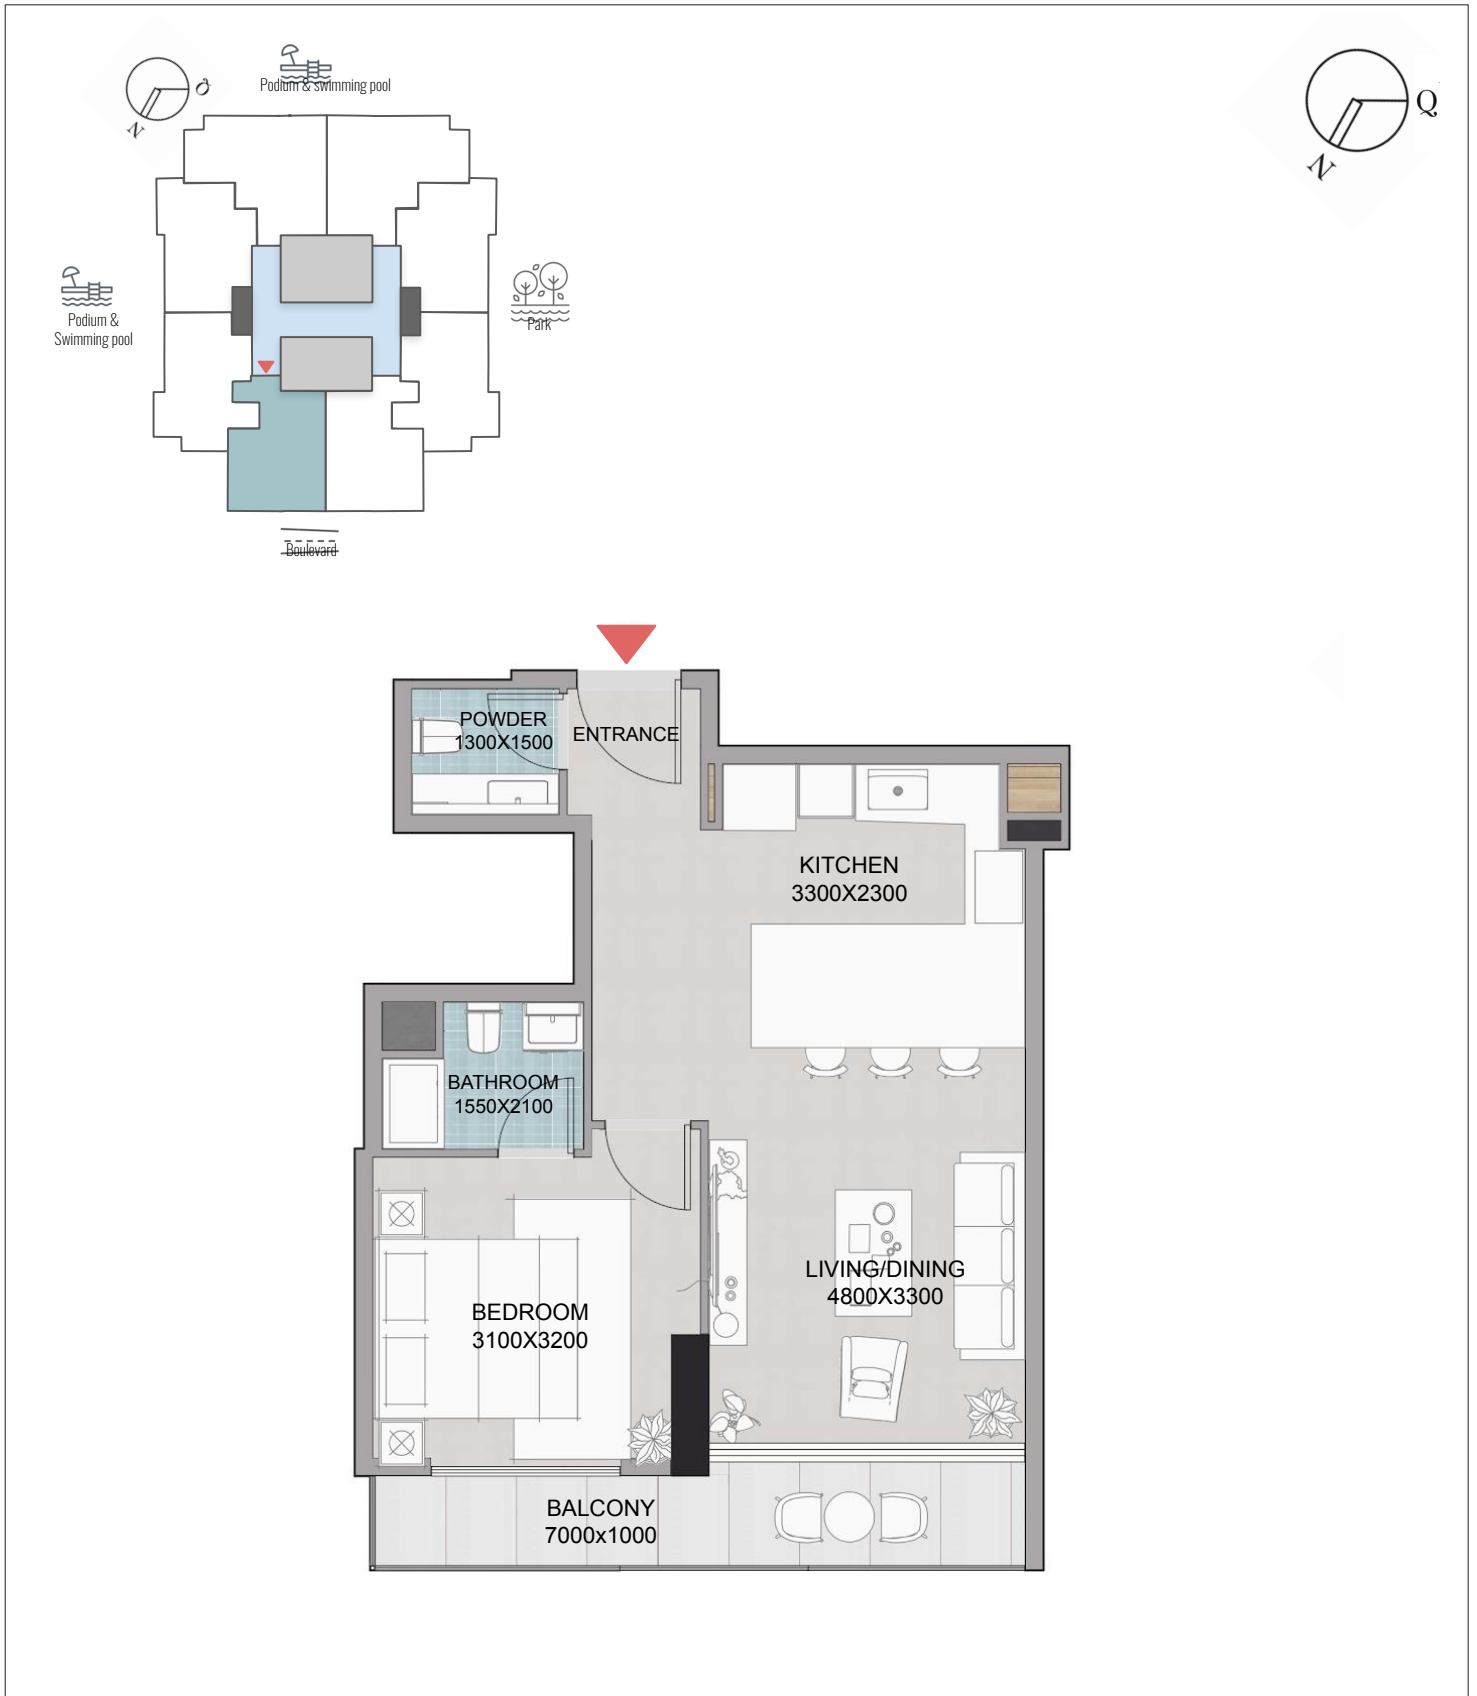 Podium & swimming pool
Q
N
Q
N
Podium &
Swimming pool
Park
Boulevard
POWDER
1300X1500
ENTRANCE
KITCHEN
3300X2300
BATHROOM
1550X2100
LIVING/DINING
4800X3300
BEDROOM
3100X3200
BALCONY
7000x1000